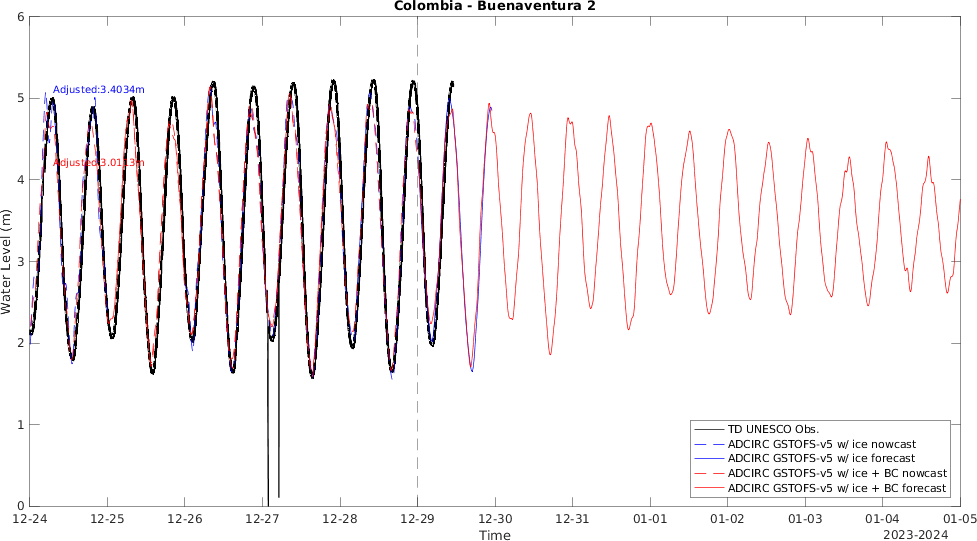 Colombia - Buenaventura 2
6
5
4
3
2
1
0
Water Level (m)
Adjusted:3.4034m
Adjusted:3.0113m
TD UNESCO Obs.
ADCIRC GSTOFS-v5 w/ ice nowcast
ADCIRC GSTOFS-v5 w/ ice forecast
ADCIRC GSTOFS-v5 w/ ice + BC nowcast
ADCIRC GSTOFS-v5 w/ ice + BC forecast
12-24 12-25 12-26 12-27 12-28 12-29 12-30 12-31 01-01 01-02 01-03 01-04 01-05
Time
2023-2024